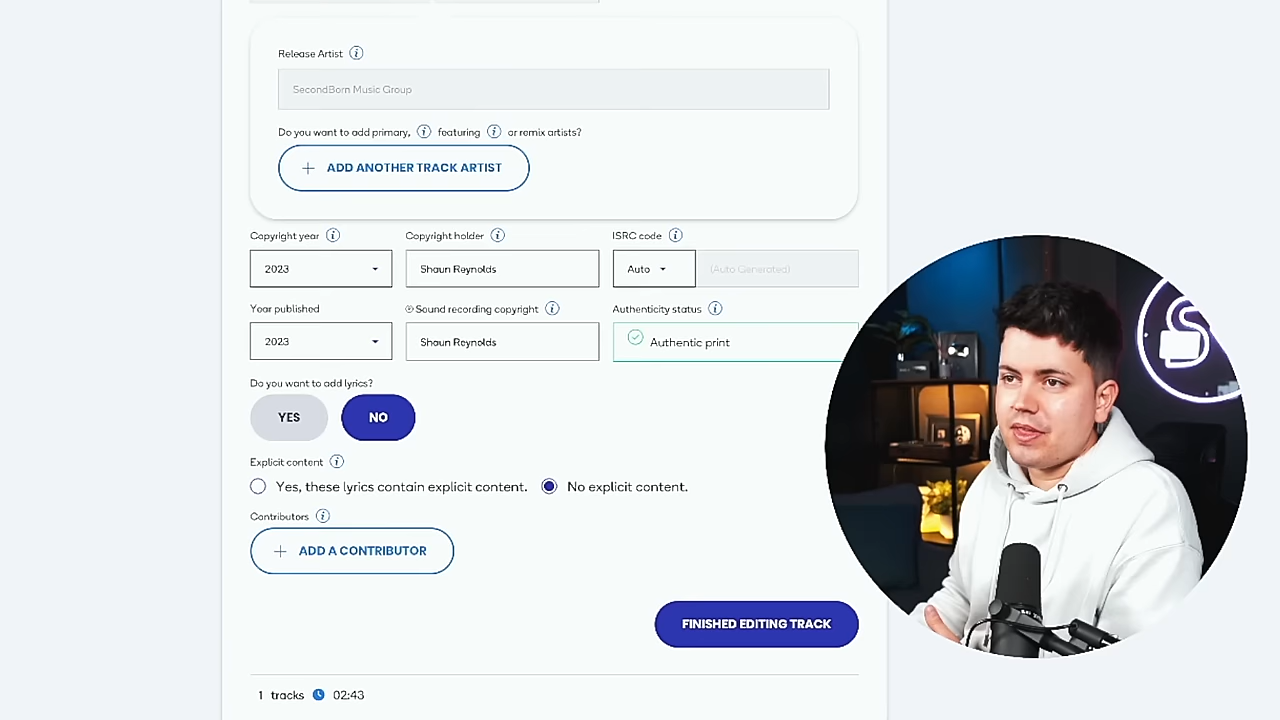 Release Artist
SecondBorn Music Group
Do you want to add primary, featuring or remix artists?
+ ADD ANOTHER TRACK ARTIST
Copyright year Copyright holder ISRC code
2023 Shaun Reynolds Auto (Auto Generated)
Year published ℗ Sound recording copyright Authenticity status
2023 Shaun Reynolds Authentic print
Do you want to add lyrics?
YES NO
Explicit content
Yes, these lyrics contain explicit content. No explicit content.
Contributors
+ ADD A CONTRIBUTOR
FINISHED EDITING TRACK
1 tracks 02:43